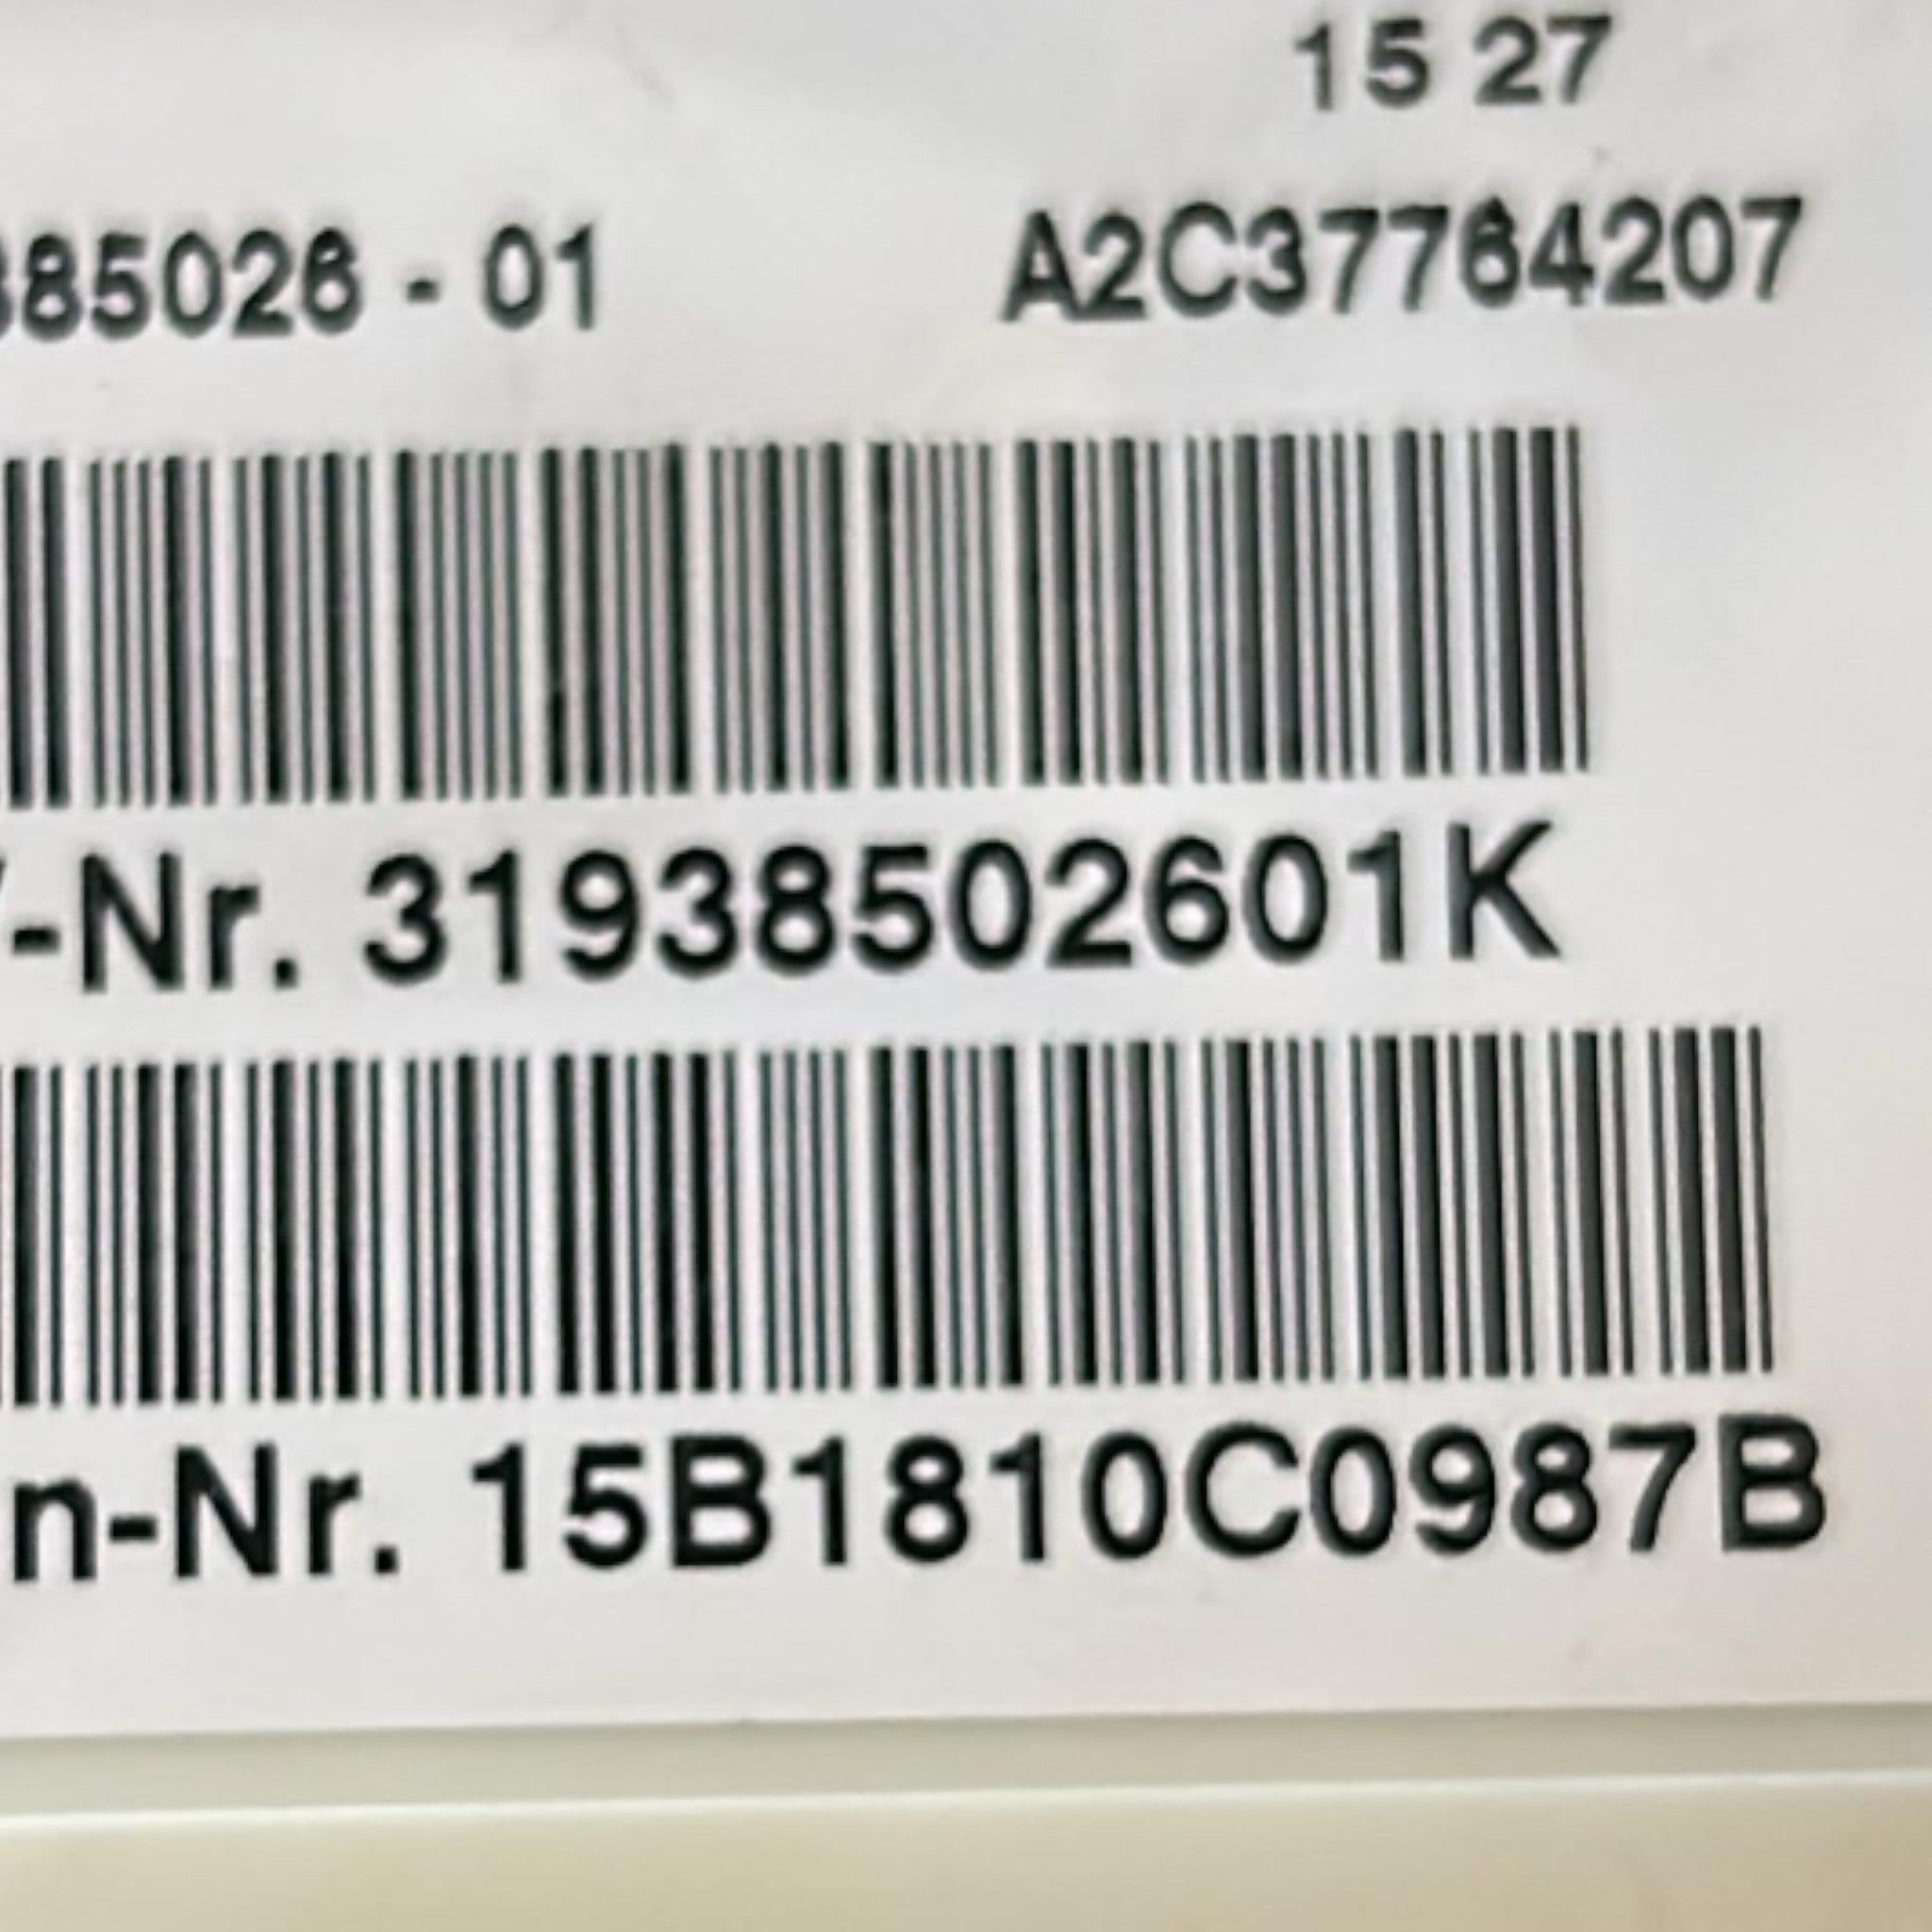 15 27
385026 - 01 A2C37764207
-Nr. 319385026​01K
n-Nr. 15B1810C0987B